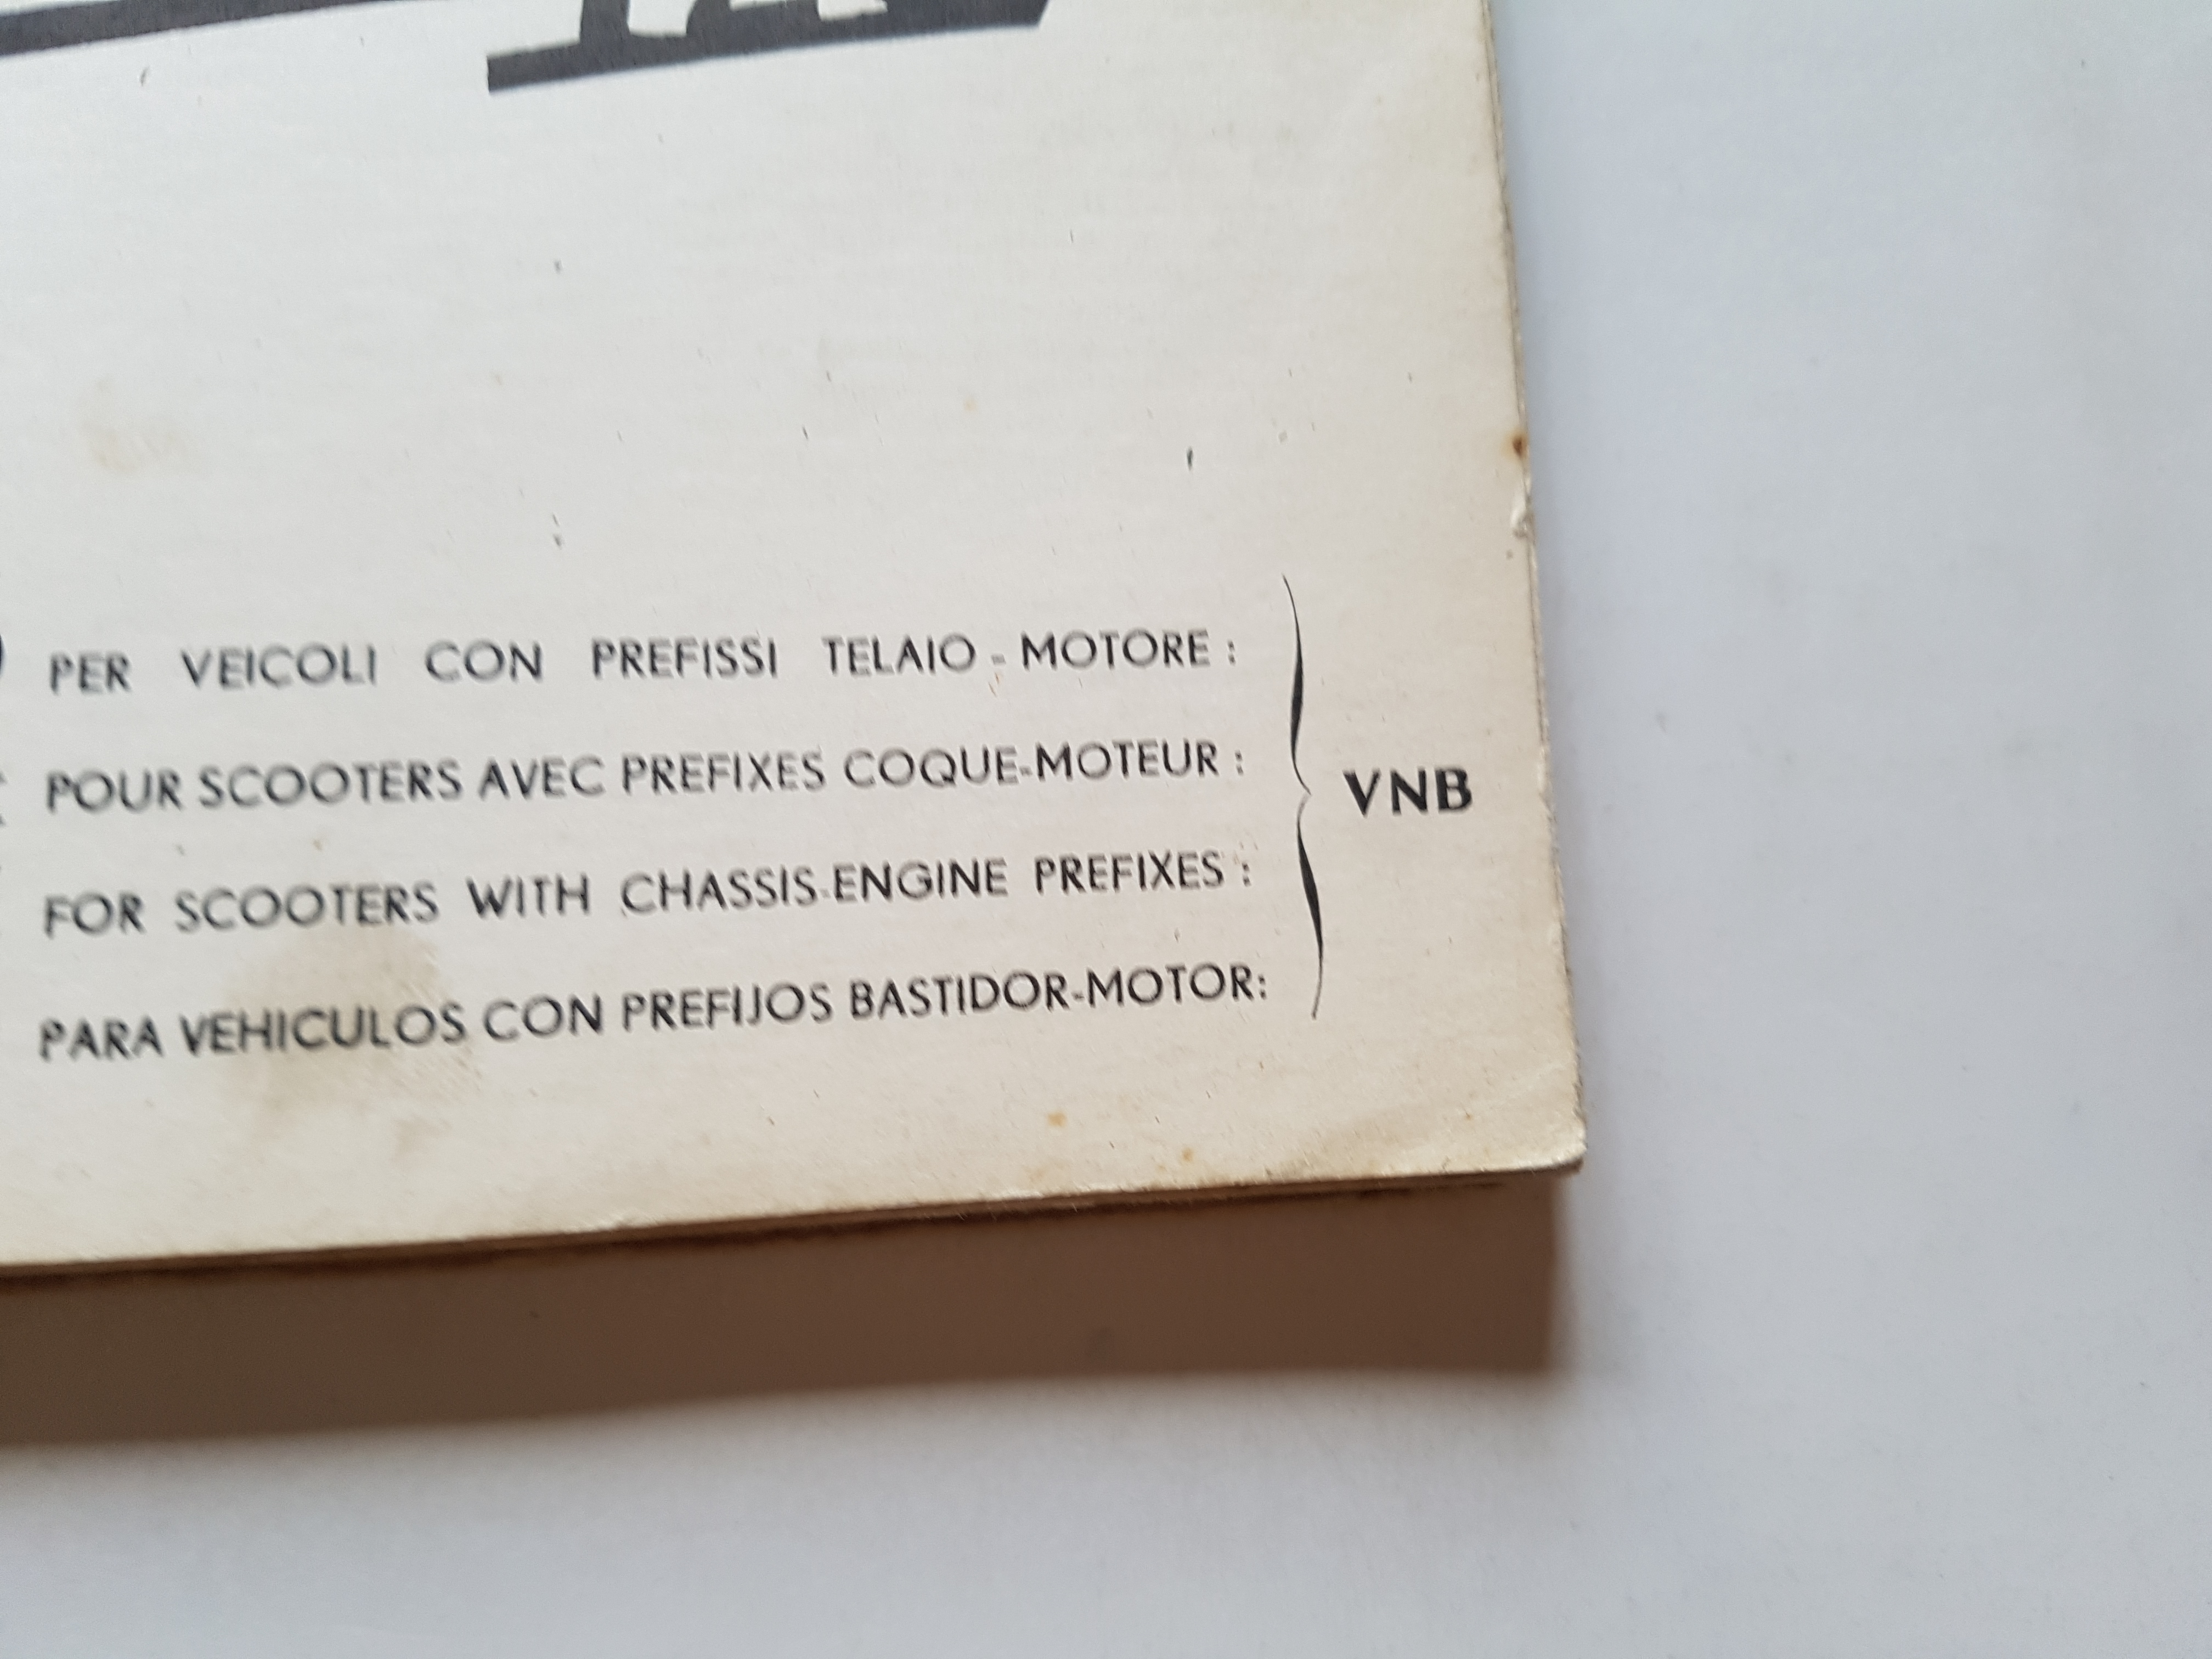 PER VEICOLI CON PREFISSI TELAIO - MOTORE :
POUR SCOOTERS AVEC PREFIXES COQUE-MOTEUR :
FOR SCOOTERS WITH CHASSIS-ENGINE PREFIXES :
PARA VEHICULOS CON PREFIJOS BASTIDOR-MOTOR:
VNB